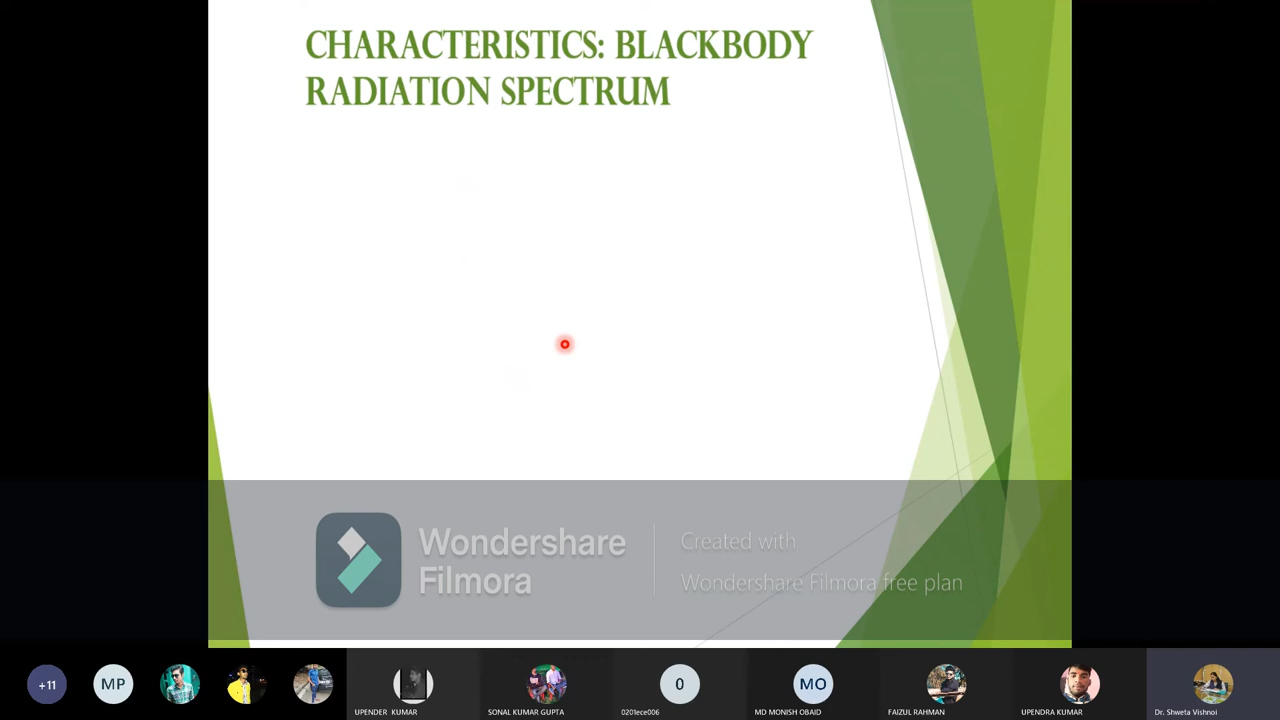 CHARACTERISTICS: BLACKBODY
RADIATION SPECTRUM
Wondershare
Filmora
Created with
Wondershare Filmora free plan
+11
MP
0
MO
UPENDER KUMAR
SONAL KUMAR GUPTA
0201ece006
MD MONISH OBAID
FAIZUL RAHMAN
UPENDRA KUMAR
Dr. Shweta Vishnoi